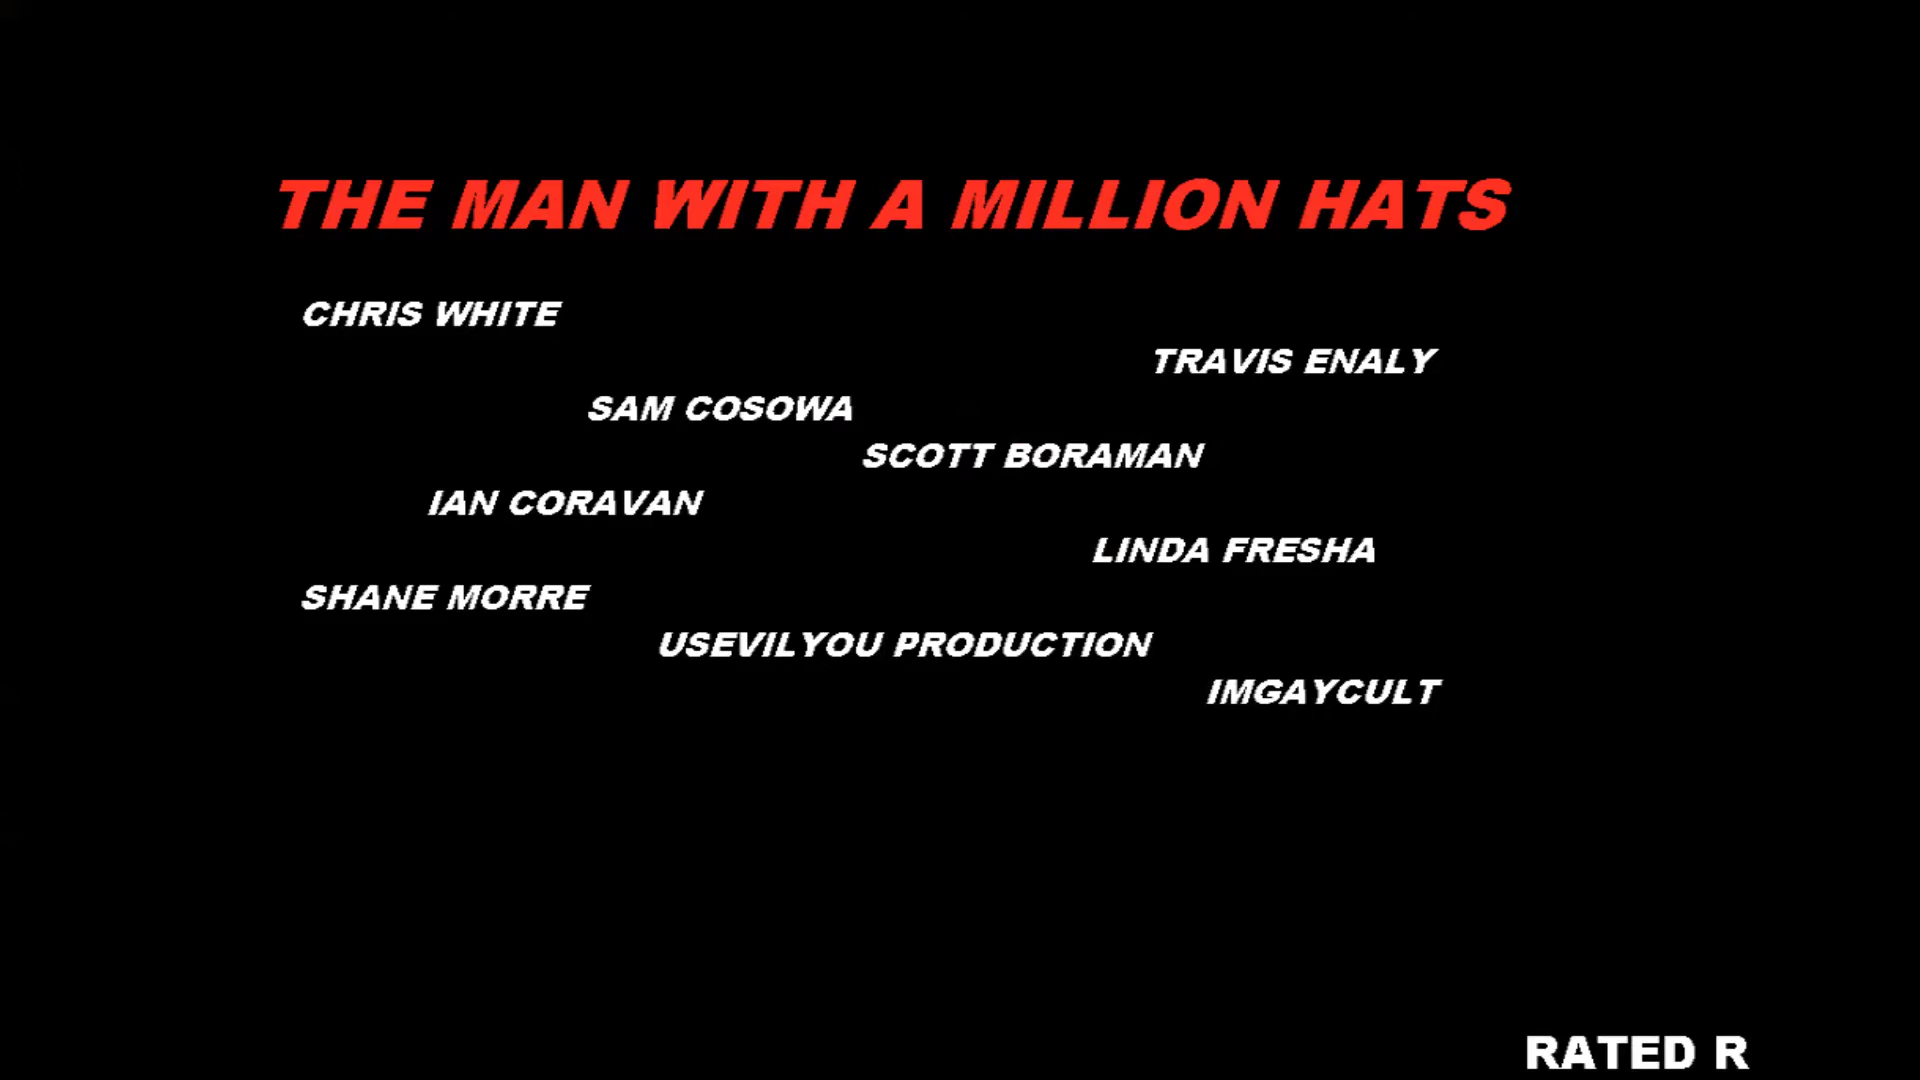 THE MAN WITH A MILLION HATS
CHRIS WHITE
TRAVIS ENALY
SAM COSOWA
SCOTT BORAMAN
IAN CORAVAN
LINDA FRESHA
SHANE MORRE
USEVILYOU PRODUCTION
IMGAYCULT
RATED R